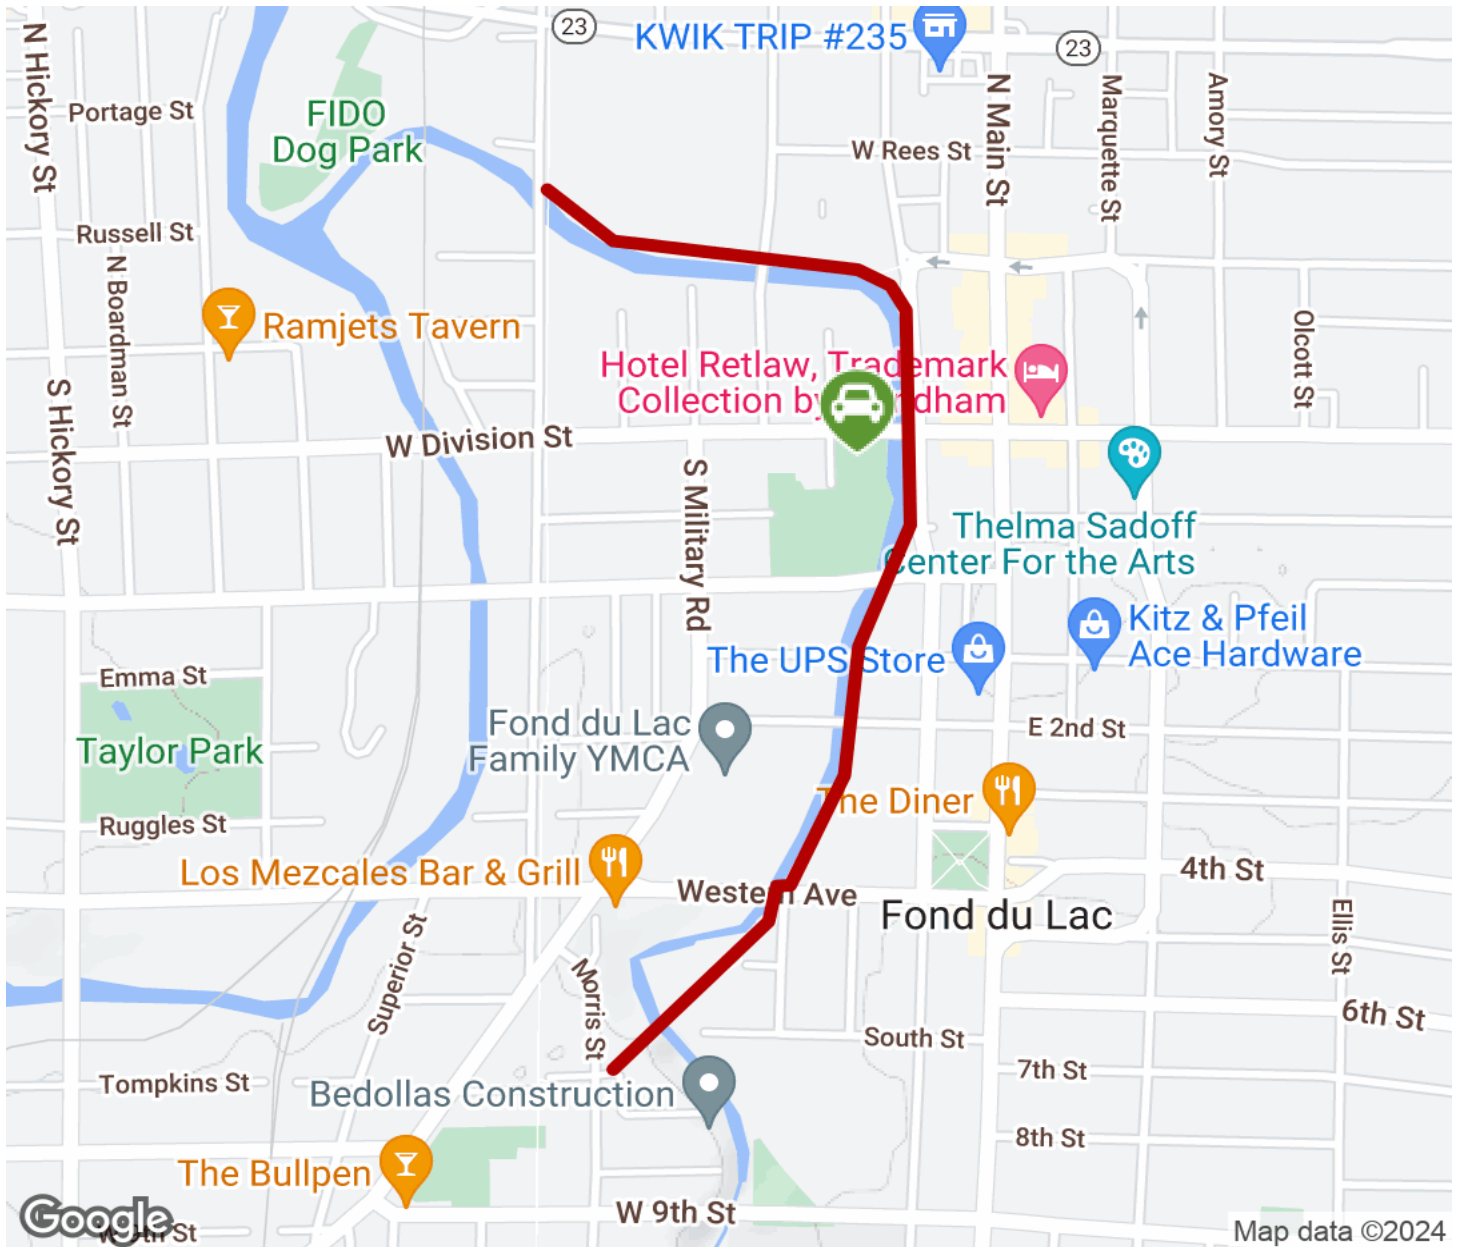 23
KWIK TRIP #235
23
N Hickory St
Portage St
FIDO
Dog Park
N Main St
Marquette St
Amory St
W Rees St
Russell St
N Boardman St
Ramjets Tavern
Olcott St
Hotel Retlaw, Trademark
Collection by
dham
S Hickory St
W Division St
S Military Rd
Thelma Sadoff
Center For the Arts
Kitz & Pfeil
Ace Hardware
The UPS Store
Emma St
Taylor Park
Fond du Lac
Family YMCA
E 2nd St
The Diner
Ruggles St
Los Mezcales Bar & Grill
4th St
Western Ave
Fond du Lac
Ellis St
Superior St
Morris St
6th St
South St
7th St
Tompkins St
Bedollas Construction
8th St
The Bullpen
W 9th St
Google
W 9th St
Map data ©2024